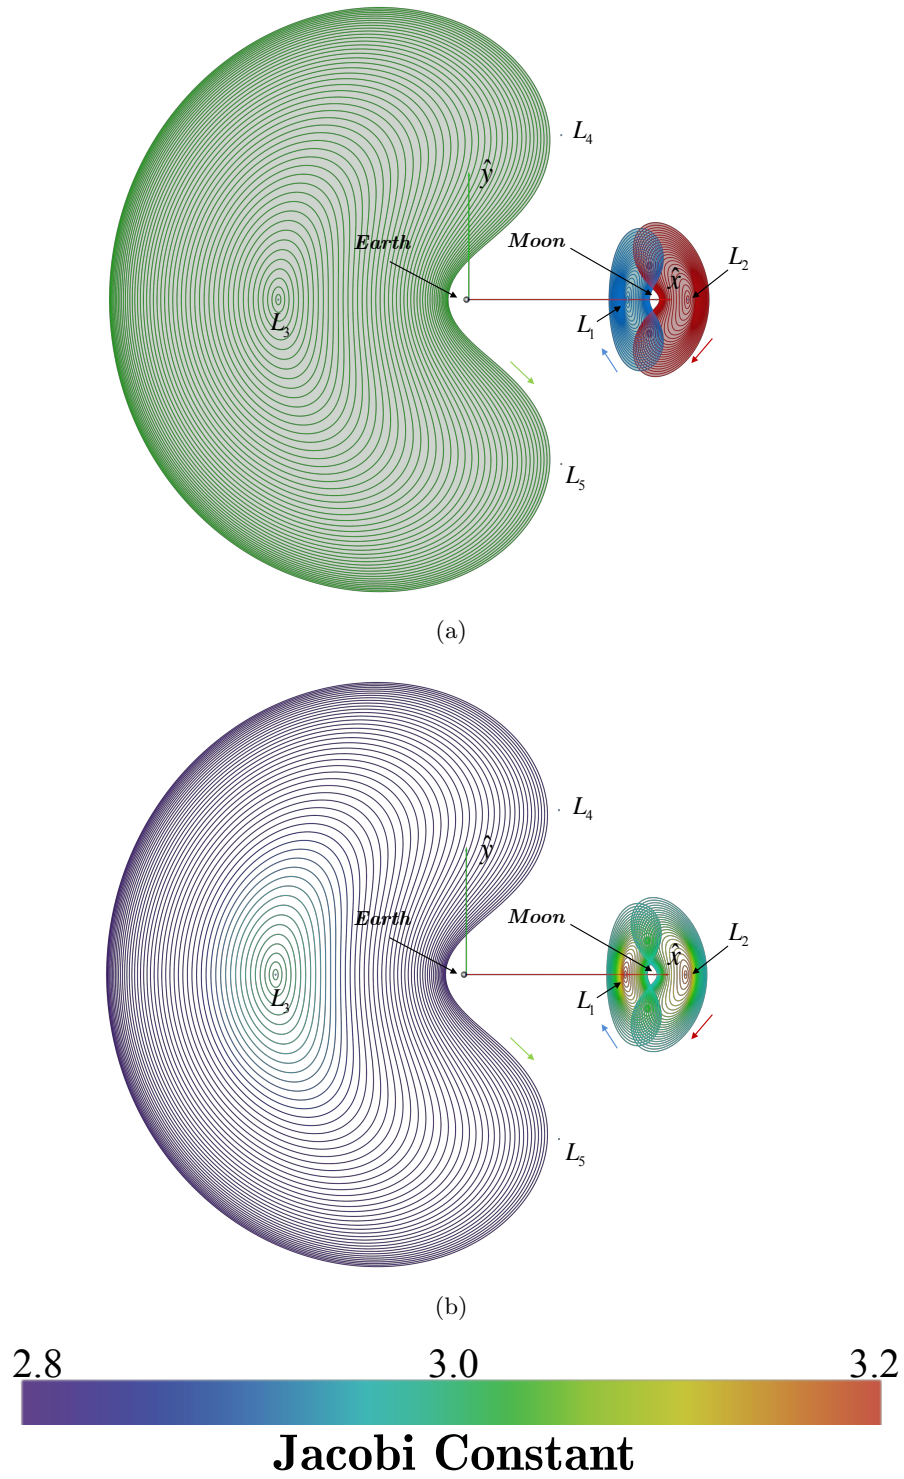 L4
ŷ
Earth
Moon
L2
x̂
L3
L1
L5
(a)
L4
ŷ
Earth
Moon
L2
x̂
L3
L1
L5
(b)
2.8 3.0 3.2
Jacobi Constant